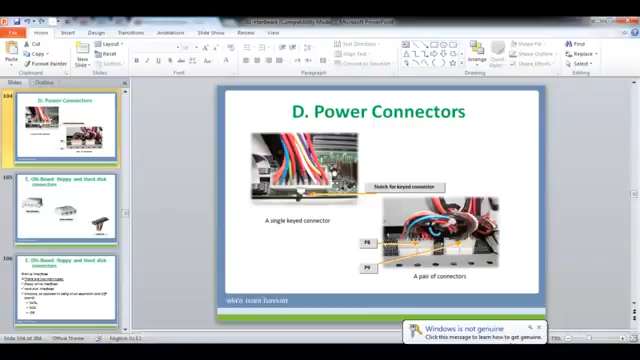 (Compatibility Mode) - Microsoft PowerPoint
File
Home
Insert
Design
Transitions
Animations
Slide Show
Review
View
Cut
Copy
Format Painter
Paste
Clipboard
New
Slide
Layout
Reset
Section
Slides
Font
Text Direction
Align Text
Convert to SmartArt
Paragraph
Arrange
Quick
Styles
Shape Fill
Shape Outline
Shape Effects
Drawing
Find
Replace
Select
Editing
Slides
Outline
104
D. Power Connectors
105
E. ON-Board floppy and Hard disk
connectors
106
E. ON-Board floppy and Hard disk
connectors
D. Power Connectors
Notch for keyed connector
A single keyed connector
P8
P9
A pair of connectors
Windows is not genuine
Click this message to learn how to get genuine.
Slide 104 of 306
Office Theme